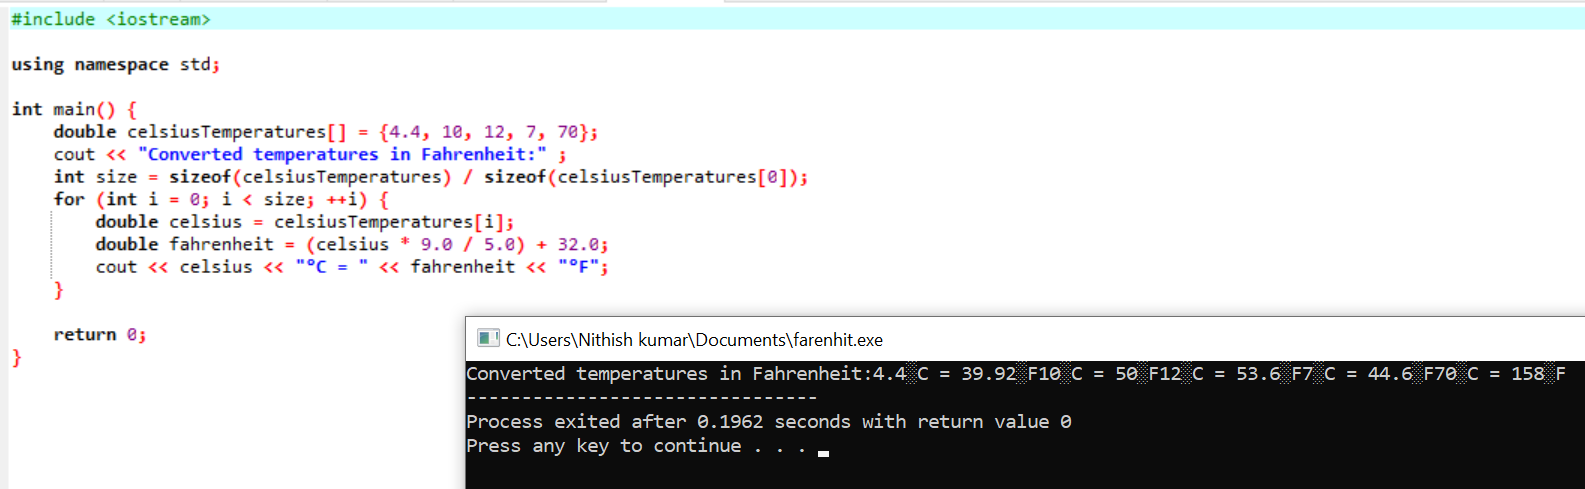 #include <iostream>
using namespace std;
int main() {
    double celsiusTemperatures[] = {4.4, 10, 12, 7, 70};
    cout << "Converted temperatures in Fahrenheit:" ;
    int size = sizeof(celsiusTemperatures) / sizeof(celsiusTemperatures[0]);
    for (int i = 0; i < size; ++i) {
        double celsius = celsiusTemperatures[i];
        double fahrenheit = (celsius * 9.0 / 5.0) + 32.0;
        cout << celsius << "°C = " << fahrenheit << "°F";
    }
    return 0;
}
C:\Users\Nithish kumar\Documents\farenhit.exe
Converted temperatures in Fahrenheit:4.4░C = 39.92░F10░C = 50░F12░C = 53.6░F7░C = 44.6░F70░C = 158░F
--------------------------------
Process exited after 0.1962 seconds with return value 0
Press any key to continue . . .